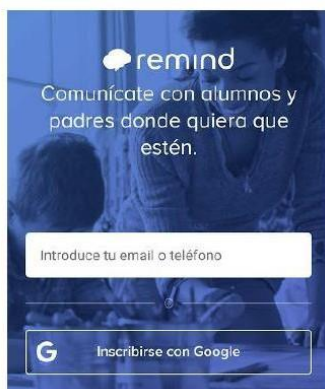 remind
Comunícate con alumnos y
padres donde quiera que
estén.
Introduce tu email o teléfono
o
G
Inscribirse con Google